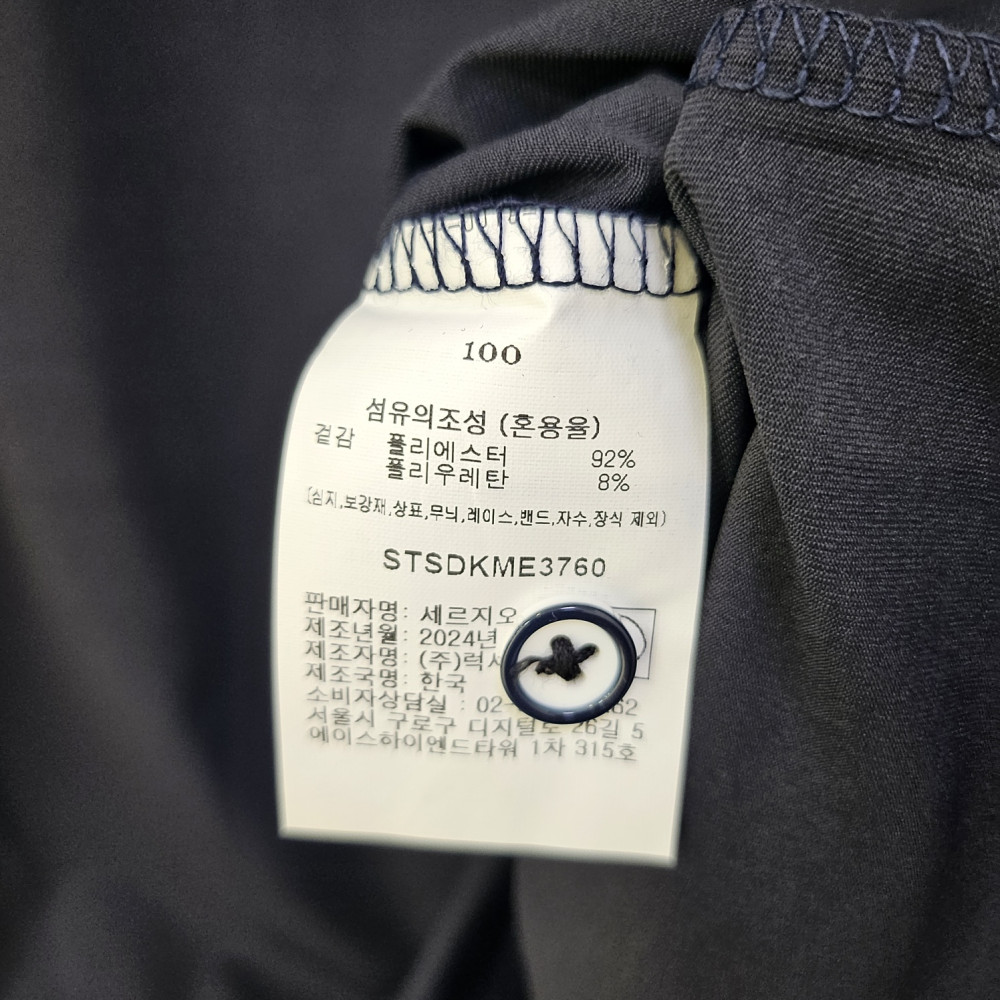 100
섬유의조성 (혼용율)
겉감 폴리에스터 92%
폴리우레탄 8%
(심지,보강재,상표,무늬,레이스,밴드,자수,장식 제외)
STSDKME3760
판매자명: 세르지오
제조년월: 2024년
제조자명: (주)럭
제조국명: 한국
소비자상담실 : 02- 62
서울시 구로구 디지털로 26길 5
에이스하이엔드타워 1차 315호